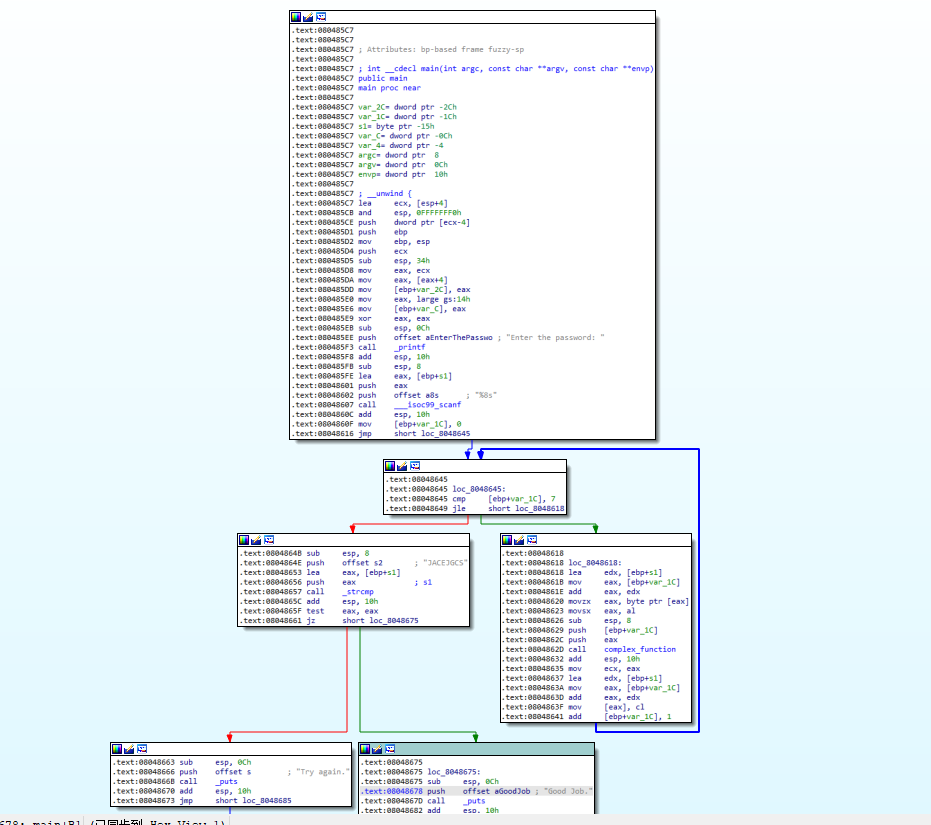 .text:080485C7
.text:080485C7
.text:080485C7 ; Attributes: bp-based frame fuzzy-sp
.text:080485C7
.text:080485C7 ; int __cdecl main(int argc, const char **argv, const char **envp)
.text:080485C7 public main
.text:080485C7 main proc near
.text:080485C7
.text:080485C7 var_2C= dword ptr -2Ch
.text:080485C7 var_1C= dword ptr -1Ch
.text:080485C7 s1= byte ptr -15h
.text:080485C7 var_C= dword ptr -0Ch
.text:080485C7 var_4= dword ptr -4
.text:080485C7 argc= dword ptr  8
.text:080485C7 argv= dword ptr  0Ch
.text:080485C7 envp= dword ptr  10h
.text:080485C7
.text:080485C7 ; __unwind {
.text:080485C7 lea     ecx, [esp+4]
.text:080485CB and     esp, 0FFFFFFF0h
.text:080485CE push    dword ptr [ecx-4]
.text:080485D1 push    ebp
.text:080485D2 mov     ebp, esp
.text:080485D4 push    ecx
.text:080485D5 sub     esp, 34h
.text:080485D8 mov     eax, ecx
.text:080485DA mov     eax, [eax+4]
.text:080485DD mov     [ebp+var_2C], eax
.text:080485E0 mov     eax, large gs:14h
.text:080485E6 mov     [ebp+var_C], eax
.text:080485E9 xor     eax, eax
.text:080485EB sub     esp, 0Ch
.text:080485EE push    offset aEnterThePasswo ; "Enter the password: "
.text:080485F3 call    _printf
.text:080485F8 add     esp, 10h
.text:080485FB sub     esp, 8
.text:080485FE lea     eax, [ebp+s1]
.text:08048601 push    eax
.text:08048602 push    offset a8s      ; "%8s"
.text:08048607 call    ___isoc99_scanf
.text:0804860C add     esp, 10h
.text:0804860F mov     [ebp+var_1C], 0
.text:08048616 jmp     short loc_8048645
.text:08048645
.text:08048645 loc_8048645:
.text:08048645 cmp     [ebp+var_1C], 7
.text:08048649 jle     short loc_8048618
.text:0804864B sub     esp, 8
.text:0804864E push    offset s2       ; "JACEJGCS"
.text:08048653 lea     eax, [ebp+s1]
.text:08048656 push    eax             ; s1
.text:08048657 call    _strcmp
.text:0804865C add     esp, 10h
.text:0804865F test    eax, eax
.text:08048661 jz      short loc_8048675
.text:08048618
.text:08048618 loc_8048618:
.text:08048618 lea     edx, [ebp+s1]
.text:0804861B mov     eax, [ebp+var_1C]
.text:0804861E add     eax, edx
.text:08048620 movzx   eax, byte ptr [eax]
.text:08048623 movsx   eax, al
.text:08048626 sub     esp, 8
.text:08048629 push    [ebp+var_1C]
.text:0804862C push    eax
.text:0804862D call    complex_function
.text:08048632 add     esp, 10h
.text:08048635 mov     ecx, eax
.text:08048637 lea     edx, [ebp+s1]
.text:0804863A mov     eax, [ebp+var_1C]
.text:0804863D add     eax, edx
.text:0804863F mov     [eax], cl
.text:08048641 add     [ebp+var_1C], 1
.text:08048663 sub     esp, 0Ch
.text:08048666 push    offset s        ; "Try again."
.text:0804866B call    _puts
.text:08048670 add     esp, 10h
.text:08048673 jmp     short loc_8048685
.text:08048675
.text:08048675 loc_8048675:
.text:08048675 sub     esp, 0Ch
.text:08048678 push    offset aGoodJob ; "Good Job."
.text:0804867D call    _puts
.text:08048682 add     esp, 10h